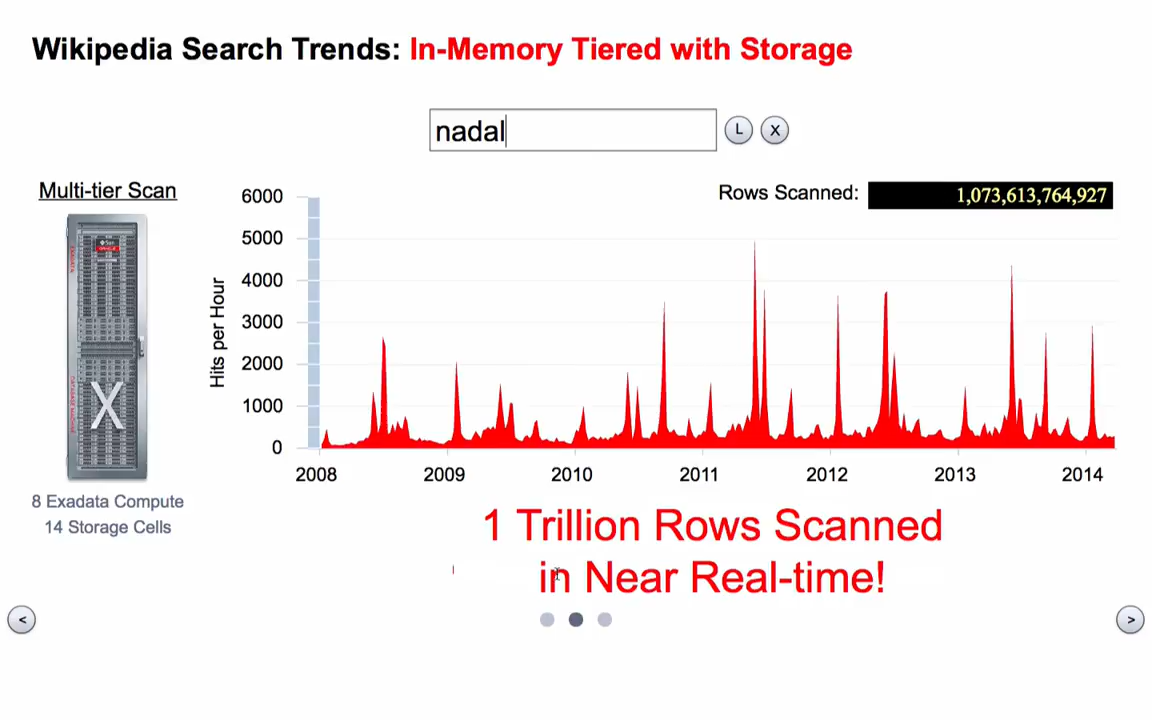 Wikipedia Search Trends: In-Memory Tiered with Storage
nadal
L
X
Multi-tier Scan
Rows Scanned: 1,073,613,764,927
6000
5000
4000
3000
2000
1000
0
Hits per Hour
2008 2009 2010 2011 2012 2013 2014
X
8 Exadata Compute
14 Storage Cells
1 Trillion Rows Scanned
in Near Real-time!
<
>